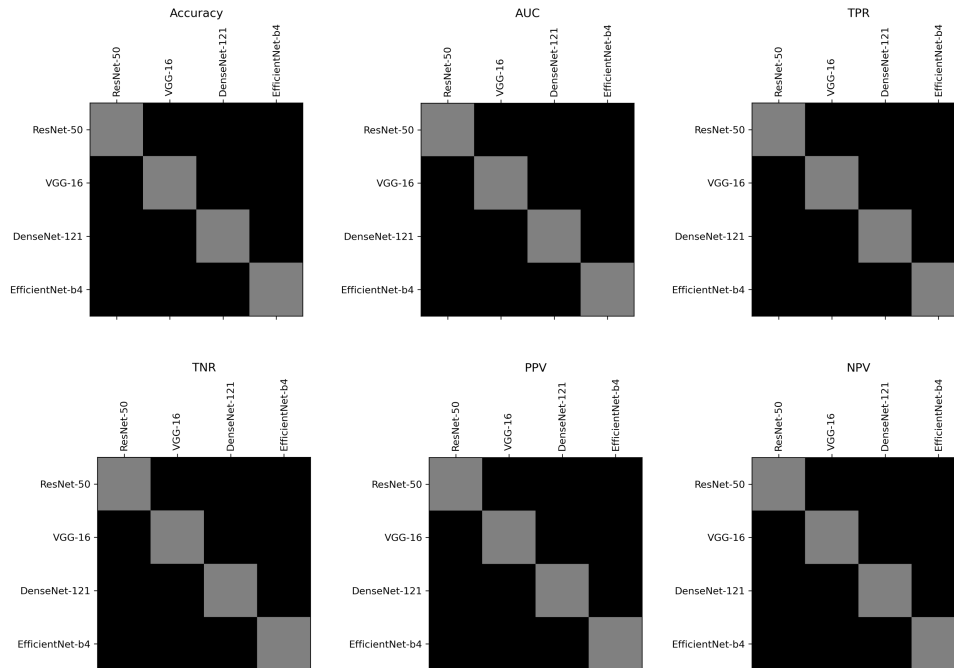 Accuracy
ResNet-50
VGG-16
DenseNet-121
EfficientNet-b4
ResNet-50
VGG-16
DenseNet-121
EfficientNet-b4
AUC
ResNet-50
VGG-16
DenseNet-121
EfficientNet-b4
ResNet-50
VGG-16
DenseNet-121
EfficientNet-b4
TPR
ResNet-50
VGG-16
DenseNet-121
EfficientNet-b4
ResNet-50
VGG-16
DenseNet-121
EfficientNet-b4
TNR
ResNet-50
VGG-16
DenseNet-121
EfficientNet-b4
ResNet-50
VGG-16
DenseNet-121
EfficientNet-b4
PPV
ResNet-50
VGG-16
DenseNet-121
EfficientNet-b4
ResNet-50
VGG-16
DenseNet-121
EfficientNet-b4
NPV
ResNet-50
VGG-16
DenseNet-121
EfficientNet-b4
ResNet-50
VGG-16
DenseNet-121
EfficientNet-b4